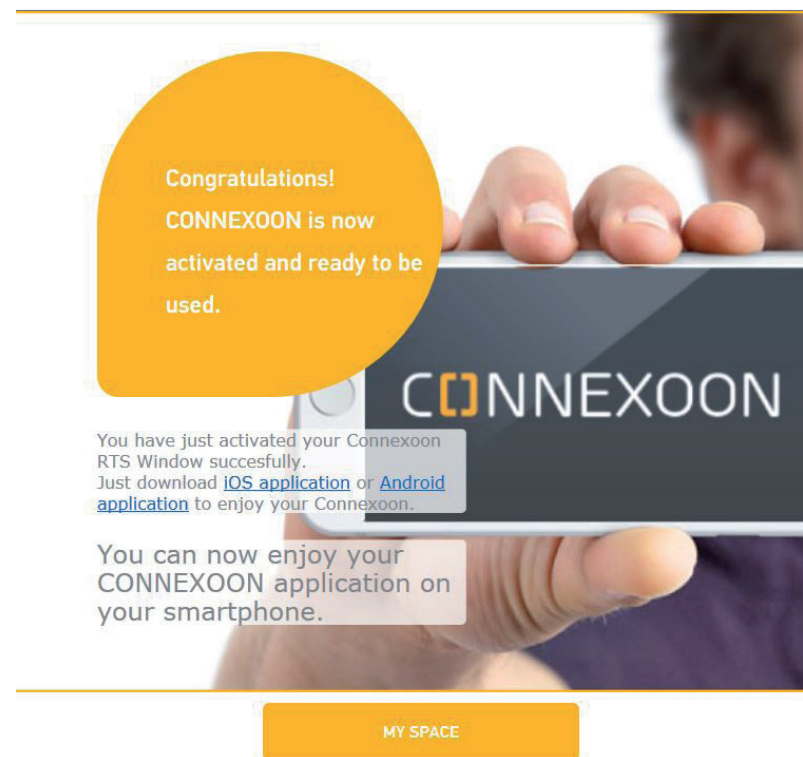 Congratulations!
CONNEXOON is now
activated and ready to be
used.
CONNEXOON
You have just activated your Connexoon
RTS Window succesfully.
Just download iOS application or Android
application to enjoy your Connexoon.
You can now enjoy your
CONNEXOON application on
your smartphone.
MY SPACE